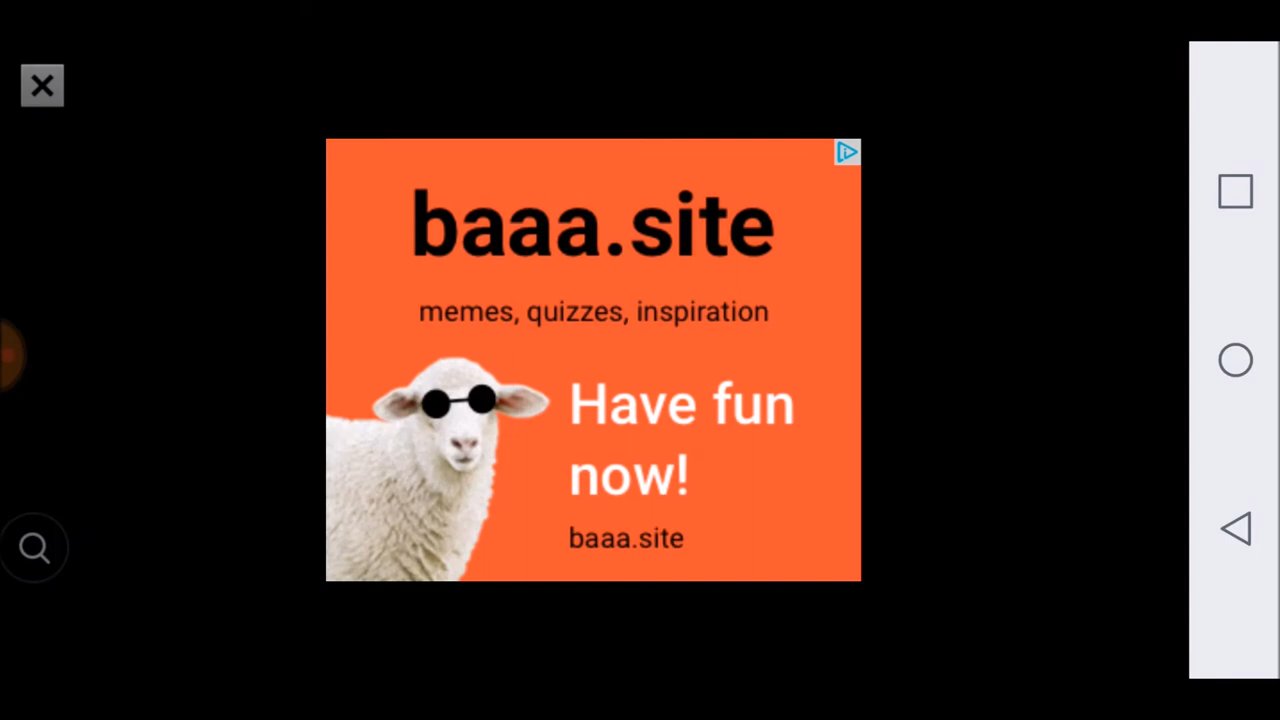 baaa.site
memes, quizzes, inspiration
Have fun
now!
baaa.site